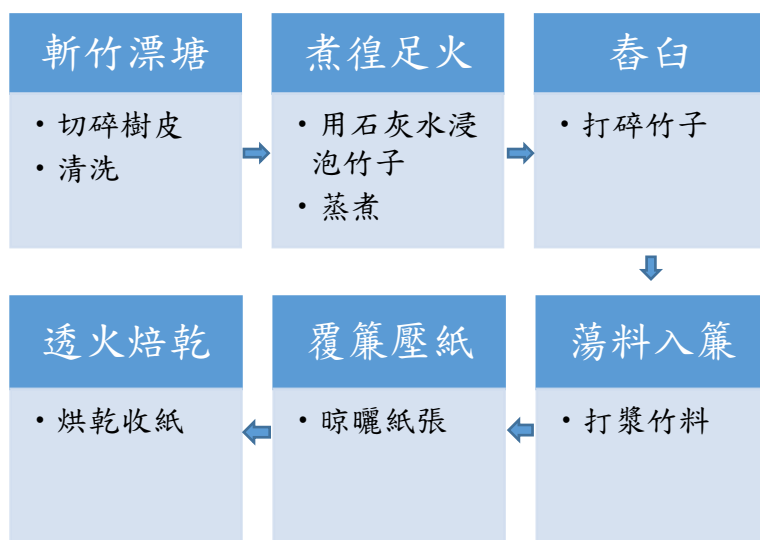 斬竹漂塘
• 切碎樹皮
• 清洗
煮徨足火
• 用石灰水浸
泡竹子
• 蒸煮
舂臼
• 打碎竹子
蕩料入簾
• 打漿竹料
覆簾壓紙
• 晾曬紙張
透火焙乾
• 烘乾收紙